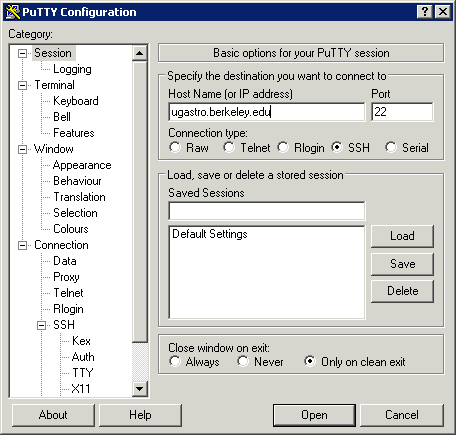 PuTTY Configuration
Category:
Session
Logging
Terminal
Keyboard
Bell
Features
Window
Appearance
Behaviour
Translation
Selection
Colours
Connection
Data
Proxy
Telnet
Rlogin
SSH
Kex
Auth
TTY
X11
Basic options for your PuTTY session
Specify the destination you want to connect to
Host Name (or IP address) Port
ugastro.berkeley.edu 22
Connection type:
Raw Telnet Rlogin SSH Serial
Load, save or delete a stored session
Saved Sessions
Default Settings
Load
Save
Delete
Close window on exit:
Always Never Only on clean exit
About Help Open Cancel